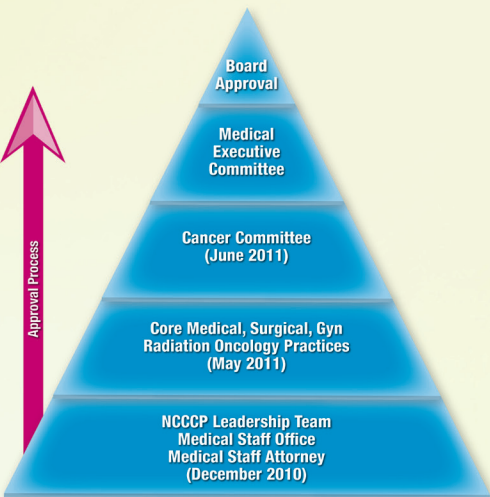 Board
Approval
Medical
Executive
Committee
Cancer Committee
(June 2011)
Core Medical, Surgical, Gyn
Radiation Oncology Practices
(May 2011)
NCCCP Leadership Team
Medical Staff Office
Medical Staff Attorney
(December 2010)
Approval Process